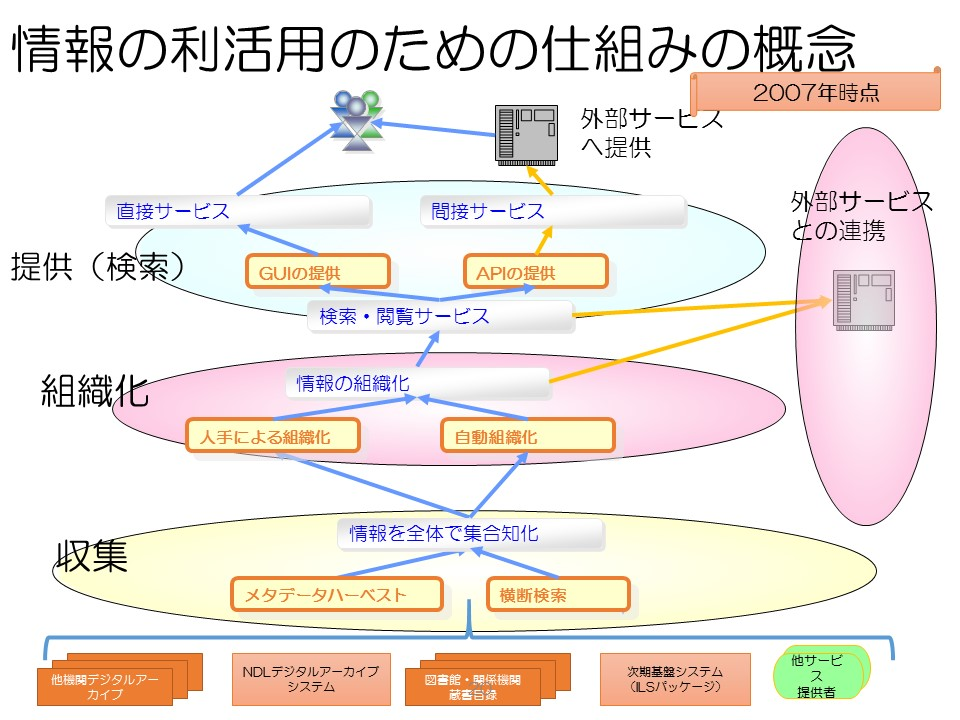 情報の利活用のための仕組みの概念
2007年時点
外部サービス
へ提供
外部サービス
との連携
直接サービス
間接サービス
提供（検索）
GUIの提供
APIの提供
検索・閲覧サービス
組織化
情報の組織化
人手による組織化
自動組織化
収集
情報を全体で集合知化
メタデータハーベスト
横断検索
他機関デジタルアー
カイブ
NDLデジタルアーカイブ
システム
図書館・関係機関
蔵書目録
次期基盤システム
（ILSパッケージ）
他サービ
ス
提供者